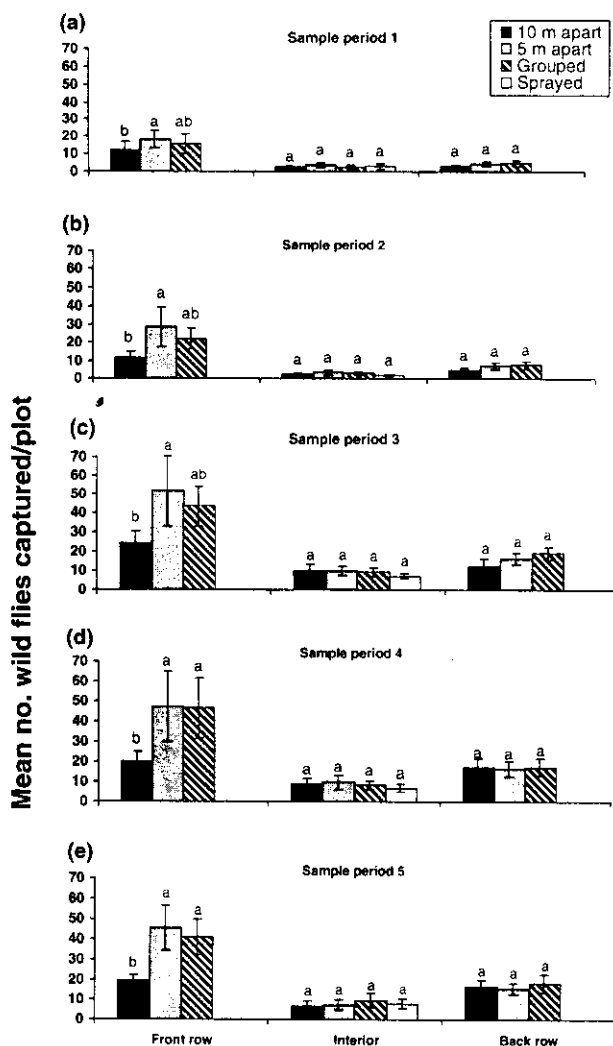 (a)
Sample period 1
10 m apart
5 m apart
Grouped
Sprayed
70
60
50
40
30
20
10
0
b a ab
a a a a
a a a
(b)
Sample period 2
70
60
50
40
30
20
10
0
b a ab
a a a a
a a a
(c)
Sample period 3
70
60
50
40
30
20
10
0
b a ab
a a a a
a a a
(d)
Sample period 4
70
60
50
40
30
20
10
0
b a a
a a a a
a a a
(e)
Sample period 5
70
60
50
40
30
20
10
0
b a a
a a a a
a a a
Front row Interior Back row
Mean no. wild flies captured/plot